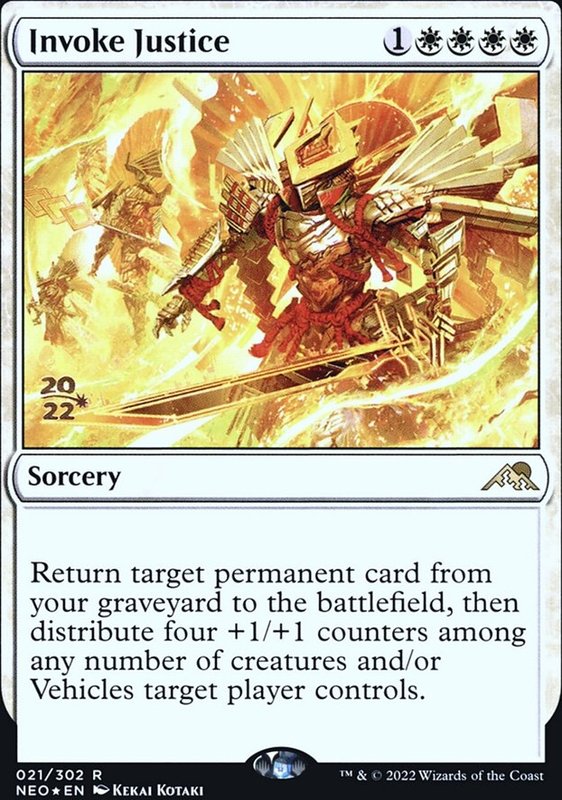 Invoke Justice 1
20
22
Sorcery
Return target permanent card from
your graveyard to the battlefield, then
distribute four +1/+1 counters among
any number of creatures and/or
Vehicles target player controls.
021/302 R
NEO★EN Kekai Kotaki
™ & © 2022 Wizards of the Coast